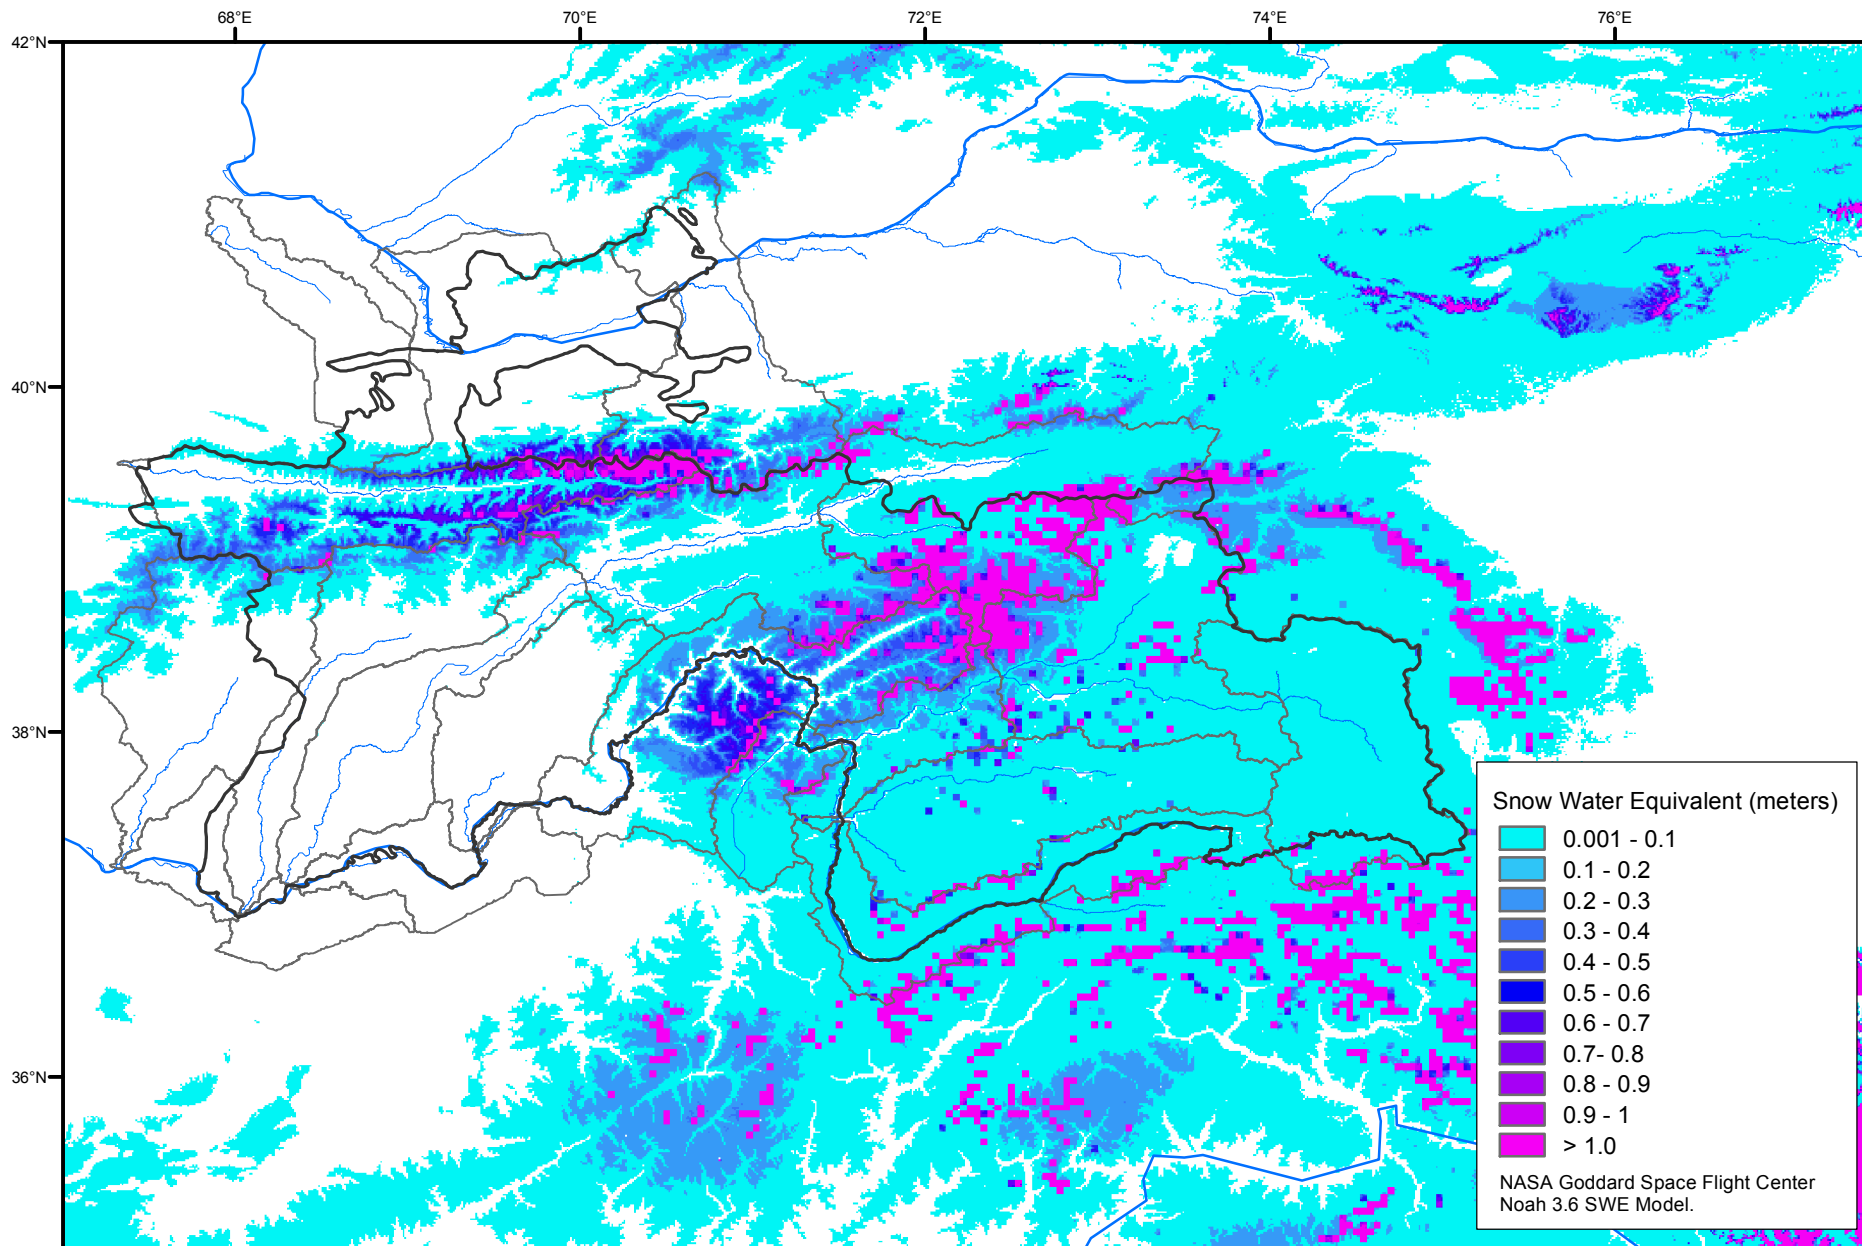 68°E
70°E
72°E
74°E
76°E
42°N
40°N
38°N
36°N
Snow Water Equivalent (meters)
0.001 - 0.1
0.1 - 0.2
0.2 - 0.3
0.3 - 0.4
0.4 - 0.5
0.5 - 0.6
0.6 - 0.7
0.7- 0.8
0.8 - 0.9
0.9 - 1
> 1.0
NASA Goddard Space Flight Center
Noah 3.6 SWE Model.